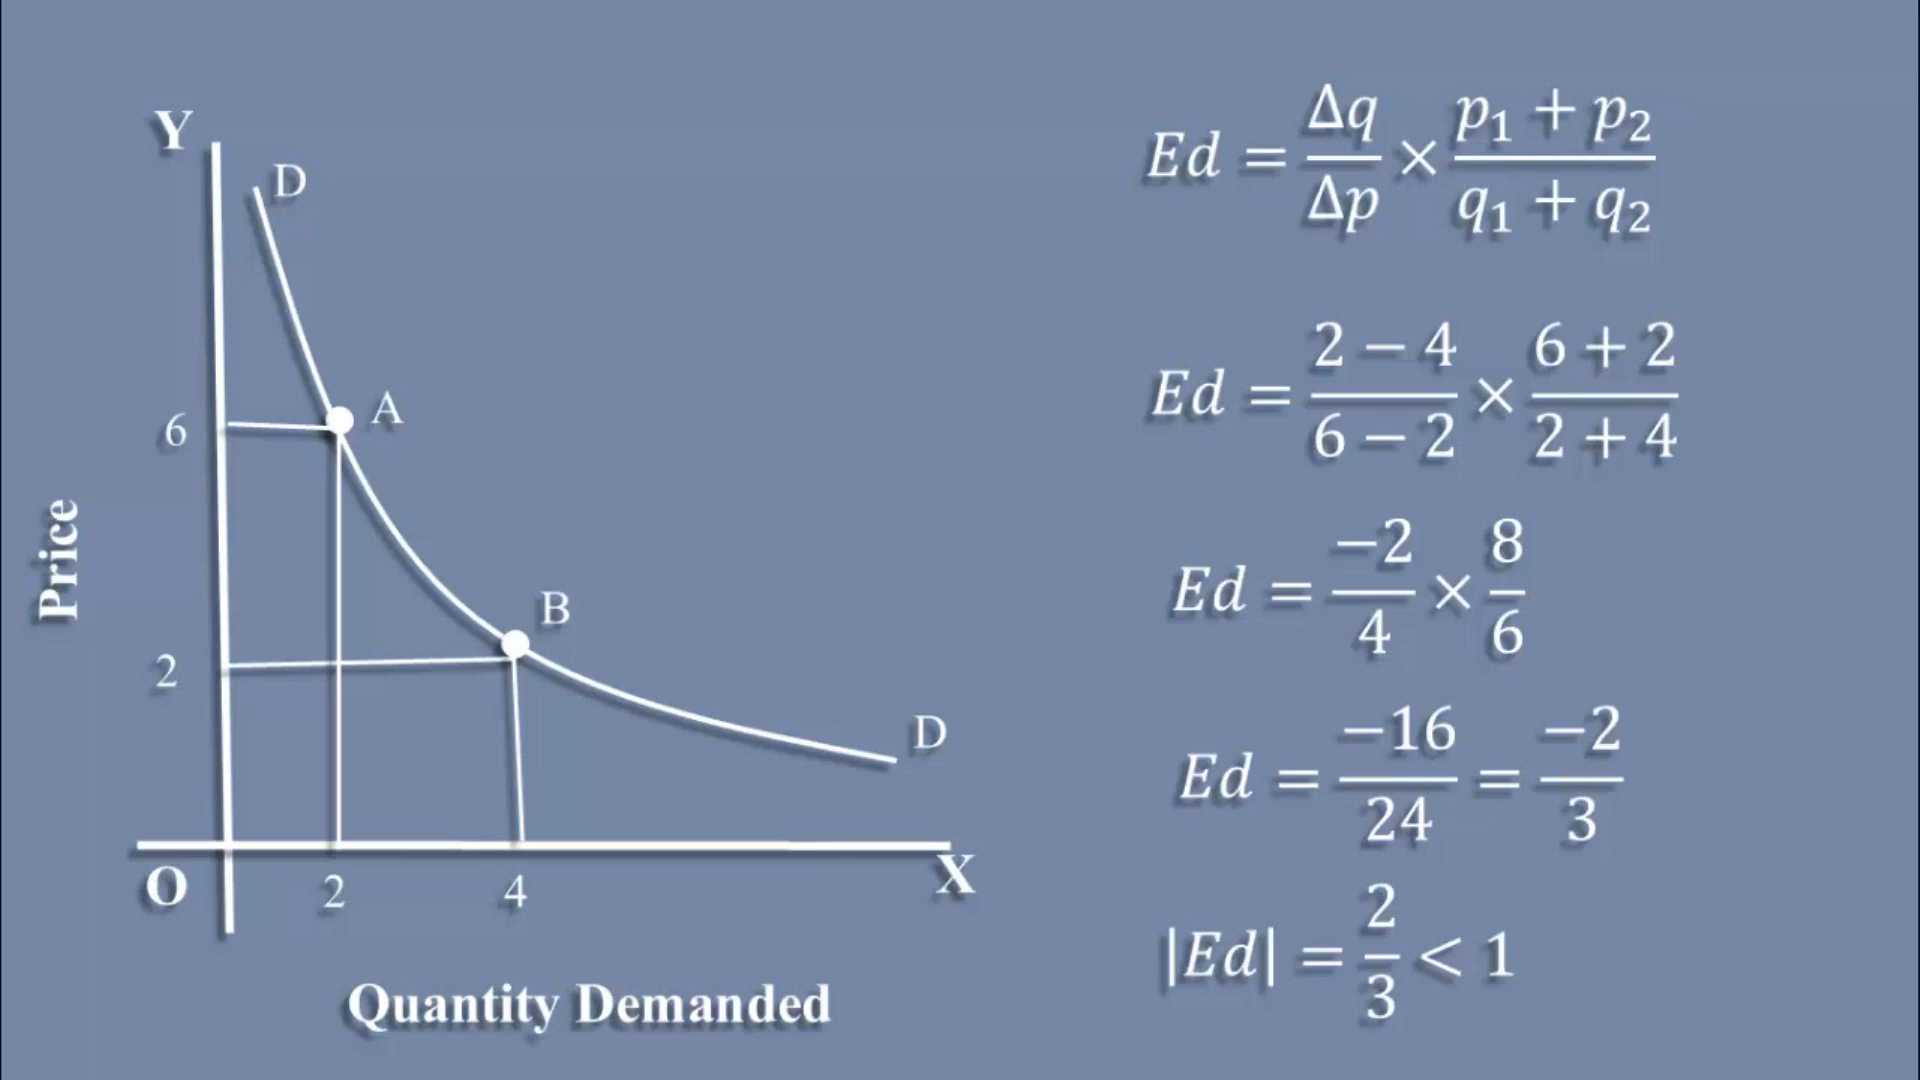 Y
D
A
6
Price
B
2
D
O
2
4
X
Quantity Demanded
Ed = Δq/Δp × (p₁ + p₂)/(q₁ + q₂)
Ed = (2 − 4)/(6 − 2) × (6 + 2)/(2 + 4)
Ed = −2/4 × 8/6
Ed = −16/24 = −2/3
|Ed| = 2/3 < 1